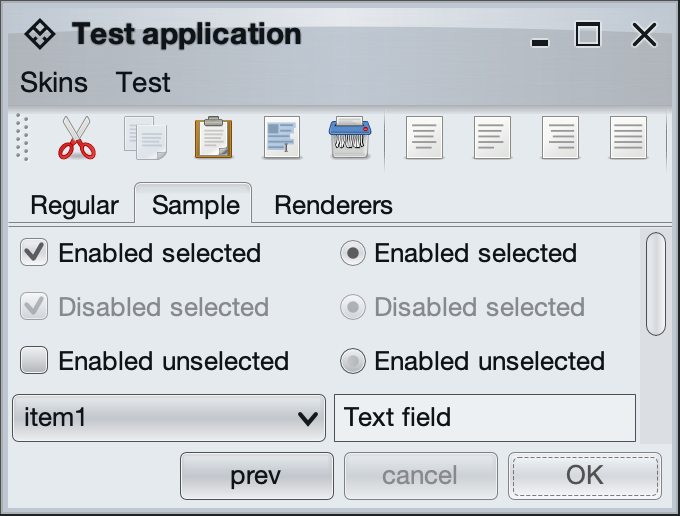 Test application
Skins Test
Regular Sample Renderers
Enabled selected Enabled selected
Disabled selected Disabled selected
Enabled unselected Enabled unselected
item1 Text field
prev cancel OK